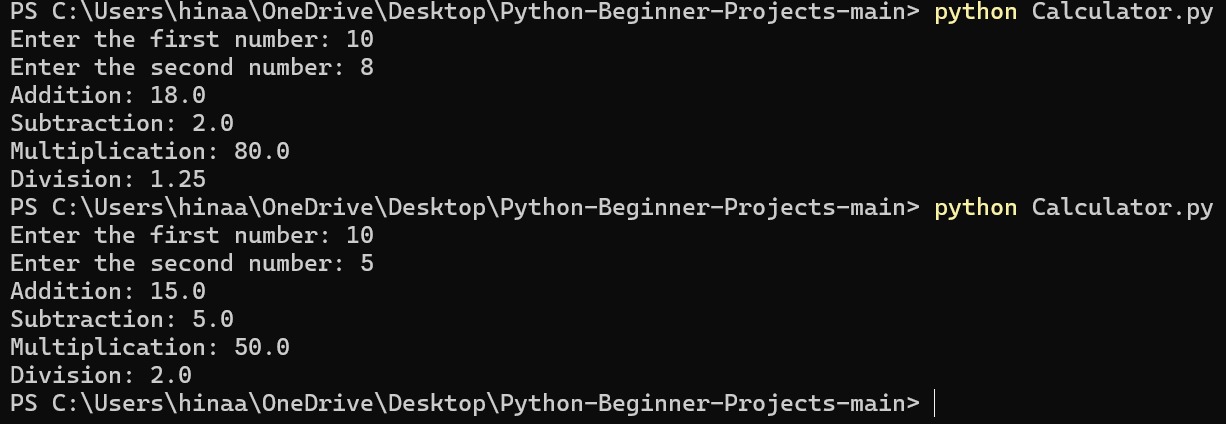 PS C:\Users\hinaa\OneDrive\Desktop\Python-Beginner-Projects-main> python Calculator.py
Enter the first number: 10
Enter the second number: 8
Addition: 18.0
Subtraction: 2.0
Multiplication: 80.0
Division: 1.25
PS C:\Users\hinaa\OneDrive\Desktop\Python-Beginner-Projects-main> python Calculator.py
Enter the first number: 10
Enter the second number: 5
Addition: 15.0
Subtraction: 5.0
Multiplication: 50.0
Division: 2.0
PS C:\Users\hinaa\OneDrive\Desktop\Python-Beginner-Projects-main>